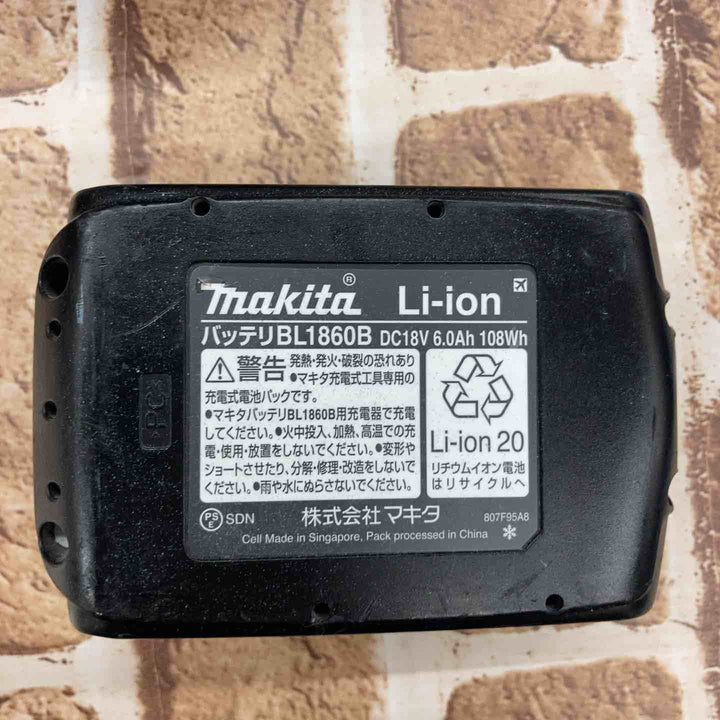 makita® Li-ion
バッテリBL1860B DC18V 6.0Ah 108Wh
警告 発熱・発火・破裂の恐れあり
●マキタ充電式工具専用の
充電式電池パックです。
●マキタバッテリBL1860B用充電器で充電
してください。●火中投入、加熱、高温での充
電・使用・放置をしないでください。●変形や
ショートさせたり、分解・修理・改造をしないで
ください。●雨や水にぬらさないでください。
Li-ion 20
リチウムイオン電池
はリサイクルへ
PSE SDN 株式会社マキタ 807F95A8
Cell Made in Singapore, Pack processed in China
>PC<